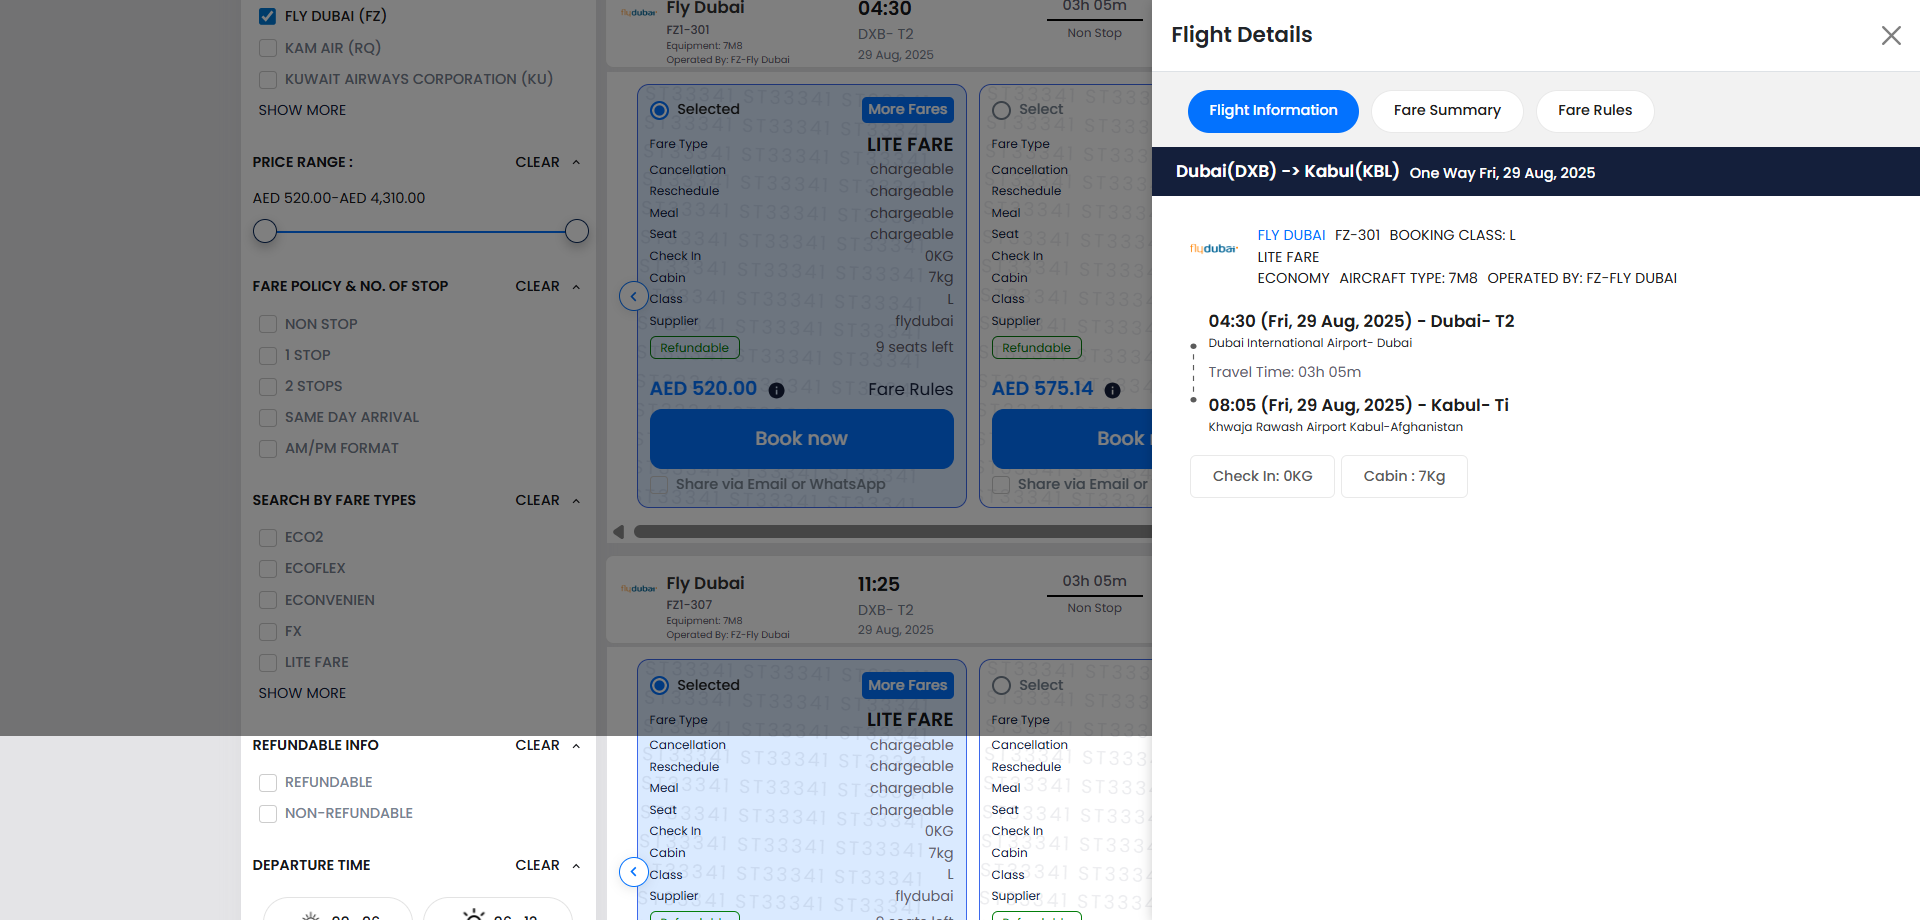 FLY DUBAI (FZ)
KAM AIR (RQ)
KUWAIT AIRWAYS CORPORATION (KU)
SHOW MORE
PRICE RANGE :
CLEAR
AED 520.00-AED 4,310.00
FARE POLICY & NO. OF STOP
CLEAR
NON STOP
1 STOP
2 STOPS
SAME DAY ARRIVAL
AM/PM FORMAT
SEARCH BY FARE TYPES
CLEAR
ECO2
ECOFLEX
ECONVENIEN
FX
LITE FARE
SHOW MORE
REFUNDABLE INFO
CLEAR
REFUNDABLE
NON-REFUNDABLE
DEPARTURE TIME
CLEAR
flydubai
Fly Dubai
FZ1-301
Equipment: 7M8
Operated By: FZ-Fly Dubai
04:30
DXB- T2
29 Aug, 2025
03h 05m
Non Stop
Selected
More Fares
Fare Type LITE FARE
Cancellation chargeable
Reschedule chargeable
Meal chargeable
Seat chargeable
Check In 0KG
Cabin 7kg
Class L
Supplier flydubai
Refundable 9 seats left
AED 520.00 Fare Rules
Book now
Share via Email or WhatsApp
Select
Fare Type
Cancellation
Reschedule
Meal
Seat
Check In
Cabin
Class
Supplier
Refundable
AED 575.14
Book
Share via Email or
flydubai
Fly Dubai
FZ1-307
Equipment: 7M8
Operated By: FZ-Fly Dubai
11:25
DXB- T2
29 Aug, 2025
03h 05m
Non Stop
Selected
More Fares
Fare Type LITE FARE
Cancellation chargeable
Reschedule chargeable
Meal chargeable
Seat chargeable
Check In 0KG
Cabin 7kg
Class L
Supplier flydubai
Select
Fare Type
Cancellation
Reschedule
Meal
Seat
Check In
Cabin
Class
Supplier
ST33341 ST33341 ST33341
Flight Details
Flight Information
Fare Summary
Fare Rules
Dubai(DXB) -> Kabul(KBL) One Way Fri, 29 Aug, 2025
flydubai
FLY DUBAI FZ-301 BOOKING CLASS: L
LITE FARE
ECONOMY AIRCRAFT TYPE: 7M8 OPERATED BY: FZ-FLY DUBAI
04:30 (Fri, 29 Aug, 2025) - Dubai- T2
Dubai International Airport- Dubai
Travel Time: 03h 05m
08:05 (Fri, 29 Aug, 2025) - Kabul- Ti
Khwaja Rawash Airport Kabul-Afghanistan
Check In: 0KG
Cabin : 7Kg